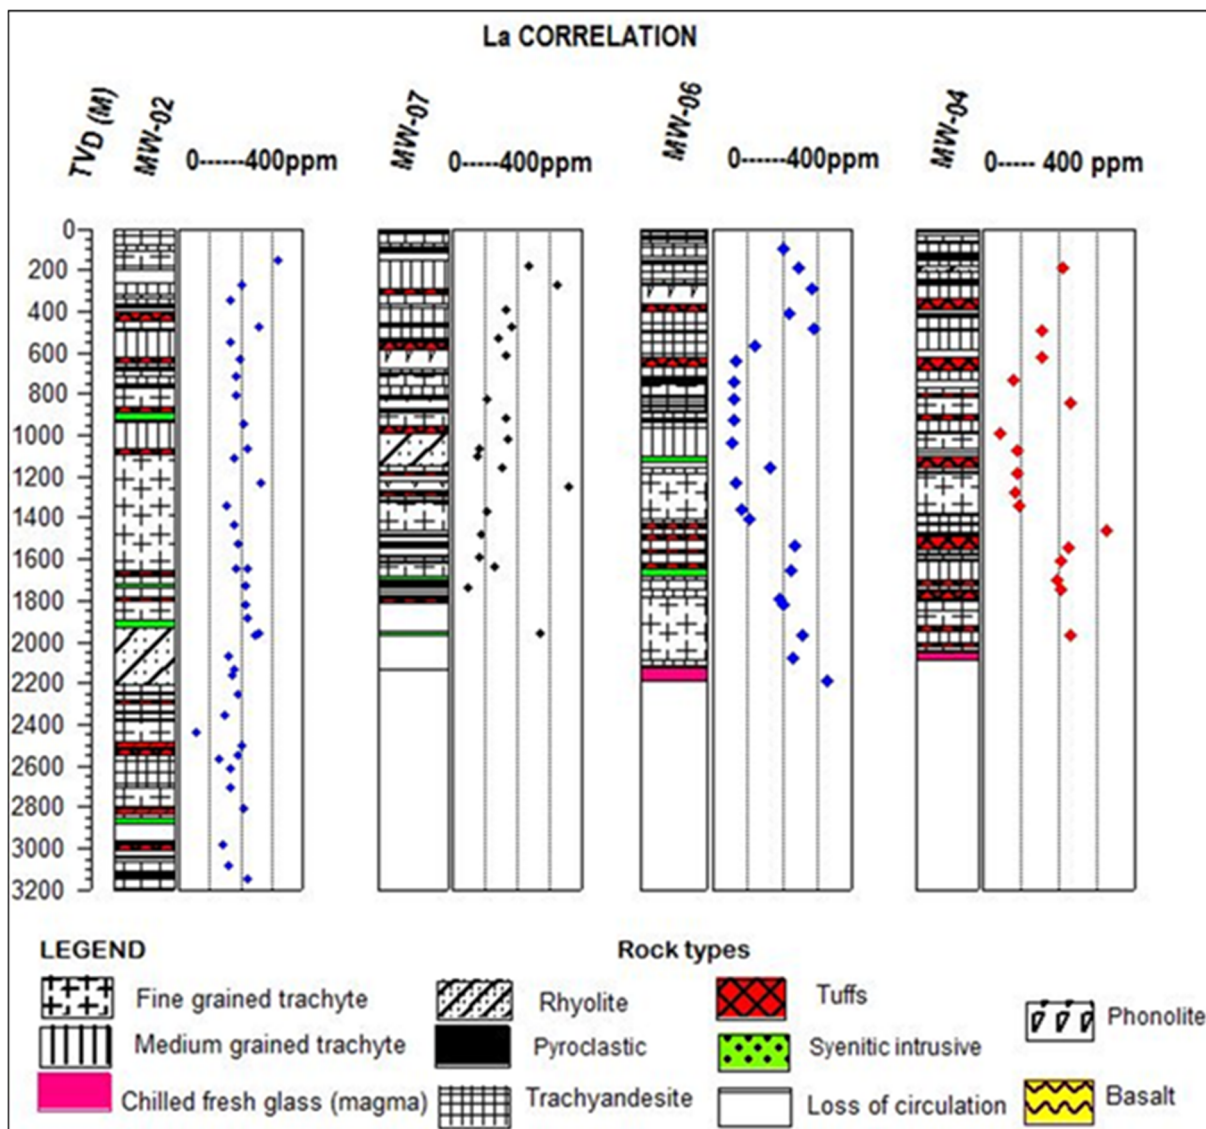 La CORRELATION
TVD (M)
MW-02
0------400ppm
MW-07
0-----400ppm
MW-06
0------400ppm
MW-04
0----- 400 ppm
0
200
400
600
800
1000
1200
1400
1600
1800
2000
2200
2400
2600
2800
3000
3200
LEGEND
Rock types
Fine grained trachyte
Rhyolite
Tuffs
Phonolite
Medium grained trachyte
Pyroclastic
Syenitic intrusive
Chilled fresh glass (magma)
Trachyandesite
Loss of circulation
Basalt